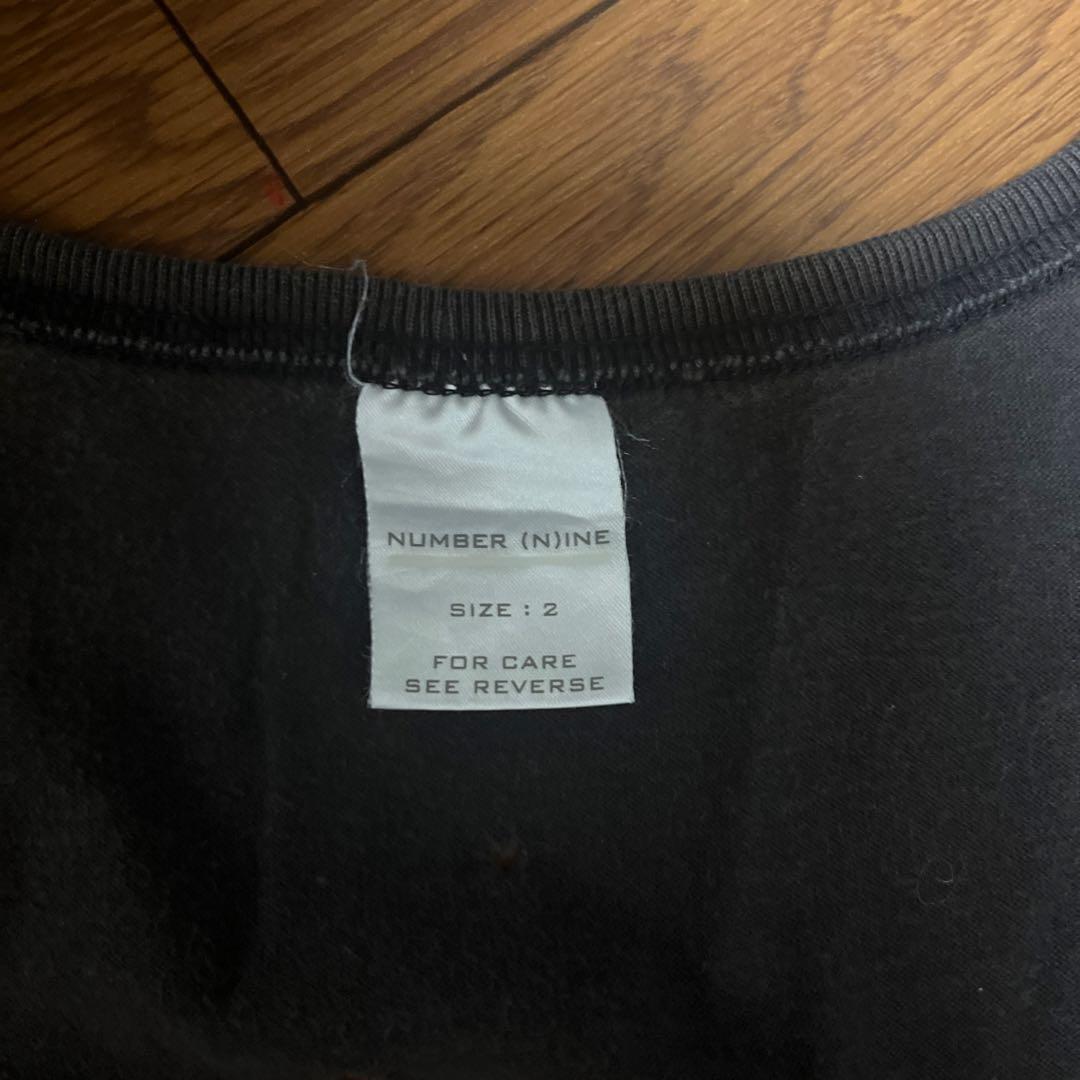 NUMBER (N)INE
SIZE : 2
FOR CARE
SEE REVERSE